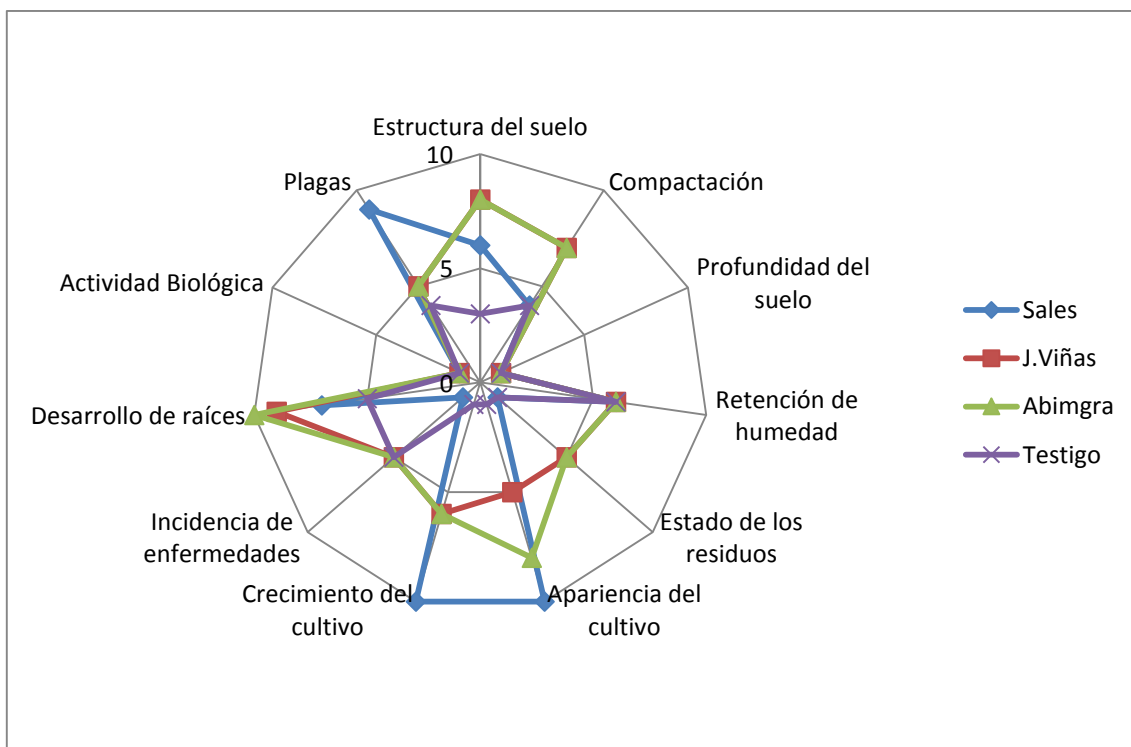 Estructura del suelo
10
Plagas
Compactación
Actividad Biológica
5
Profundidad del
suelo
Sales
J.Viñas
0
Desarrollo de raíces
Retención de
humedad
Abimgra
Testigo
Incidencia de
enfermedades
Estado de los
residuos
Crecimiento del
cultivo
Apariencia del
cultivo